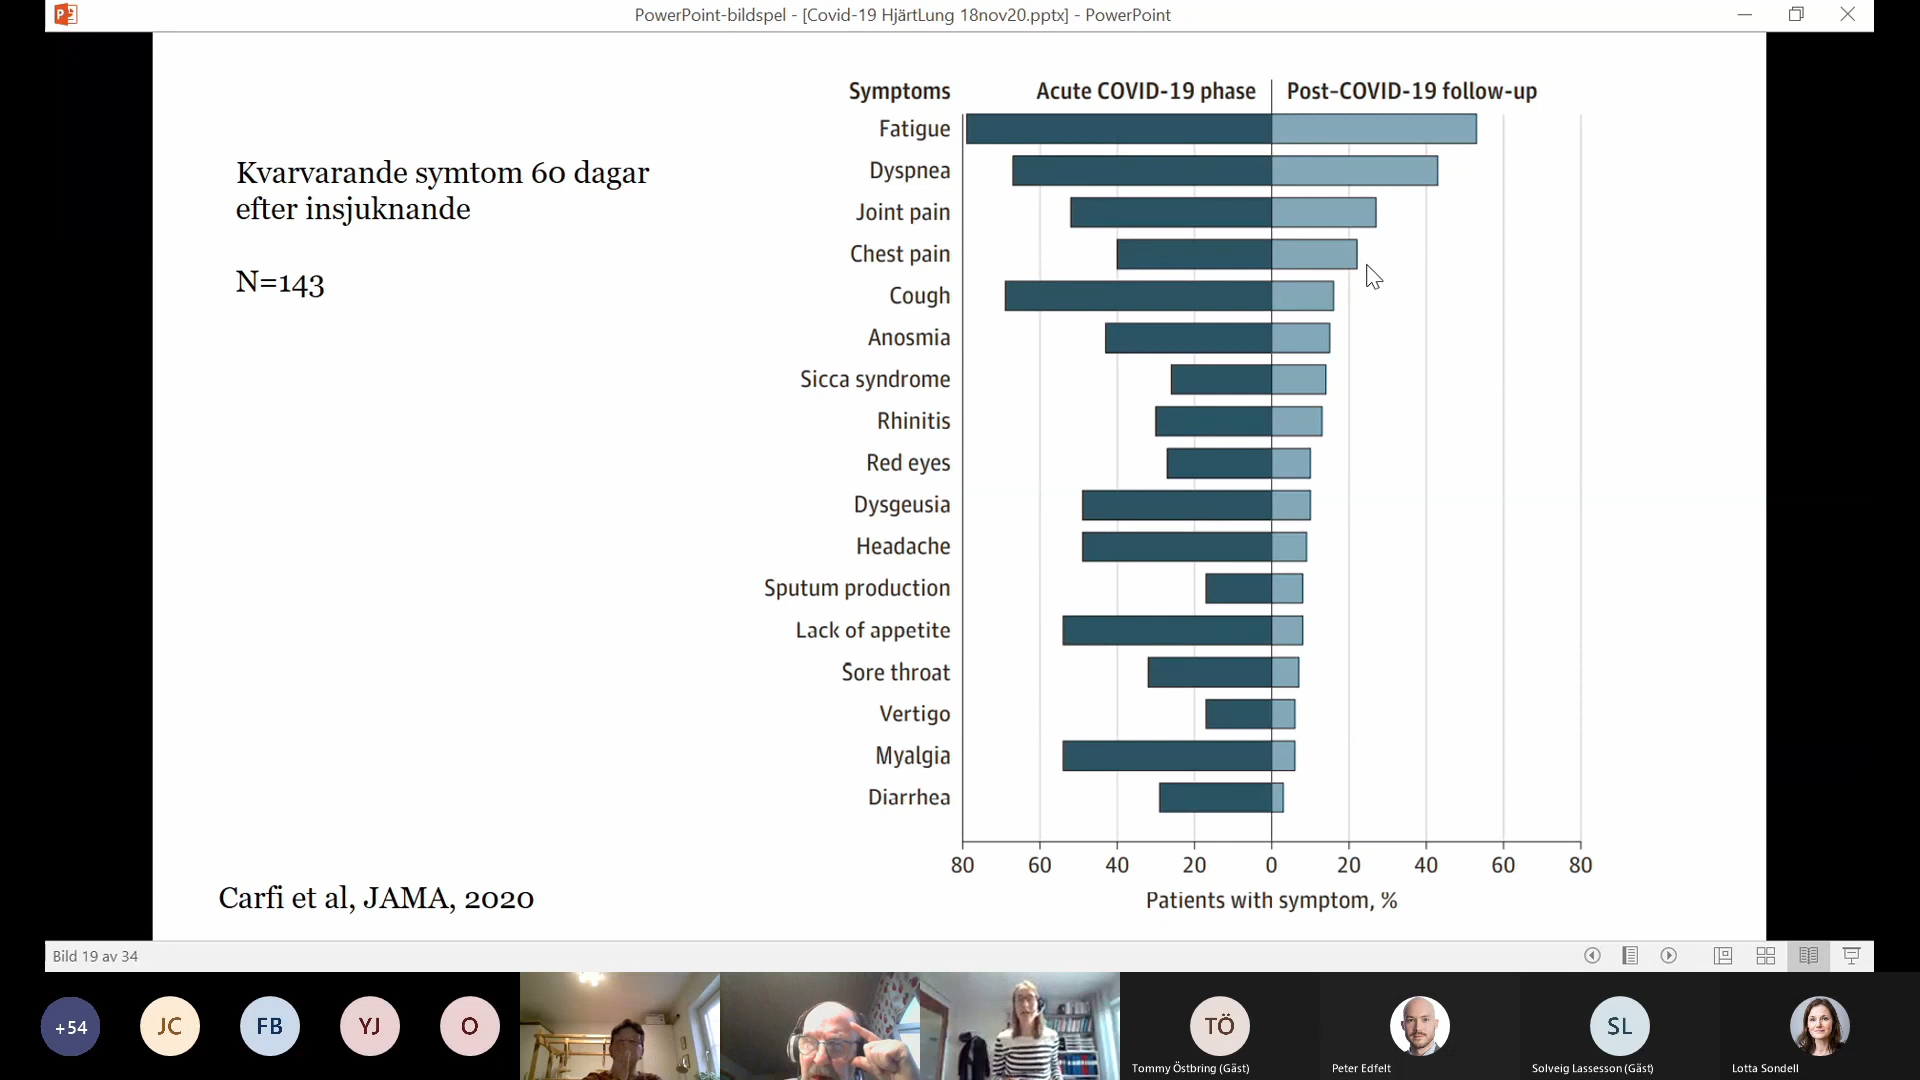 PowerPoint-bildspel - [Covid-19 HjärtLung 18nov20.pptx] - PowerPoint
Kvarvarande symtom 60 dagar
efter insjuknande
N=143
Carfi et al, JAMA, 2020
Symptoms Acute COVID-19 phase Post-COVID-19 follow-up
Fatigue
Dyspnea
Joint pain
Chest pain
Cough
Anosmia
Sicca syndrome
Rhinitis
Red eyes
Dysgeusia
Headache
Sputum production
Lack of appetite
Sore throat
Vertigo
Myalgia
Diarrhea
80 60 40 20 0 20 40 60 80
Patients with symptom, %
Bild 19 av 34
+54 JC FB YJ O TÖ SL
Tommy Östbring (Gäst) Peter Edfelt Solveig Lassesson (Gäst) Lotta Sondell